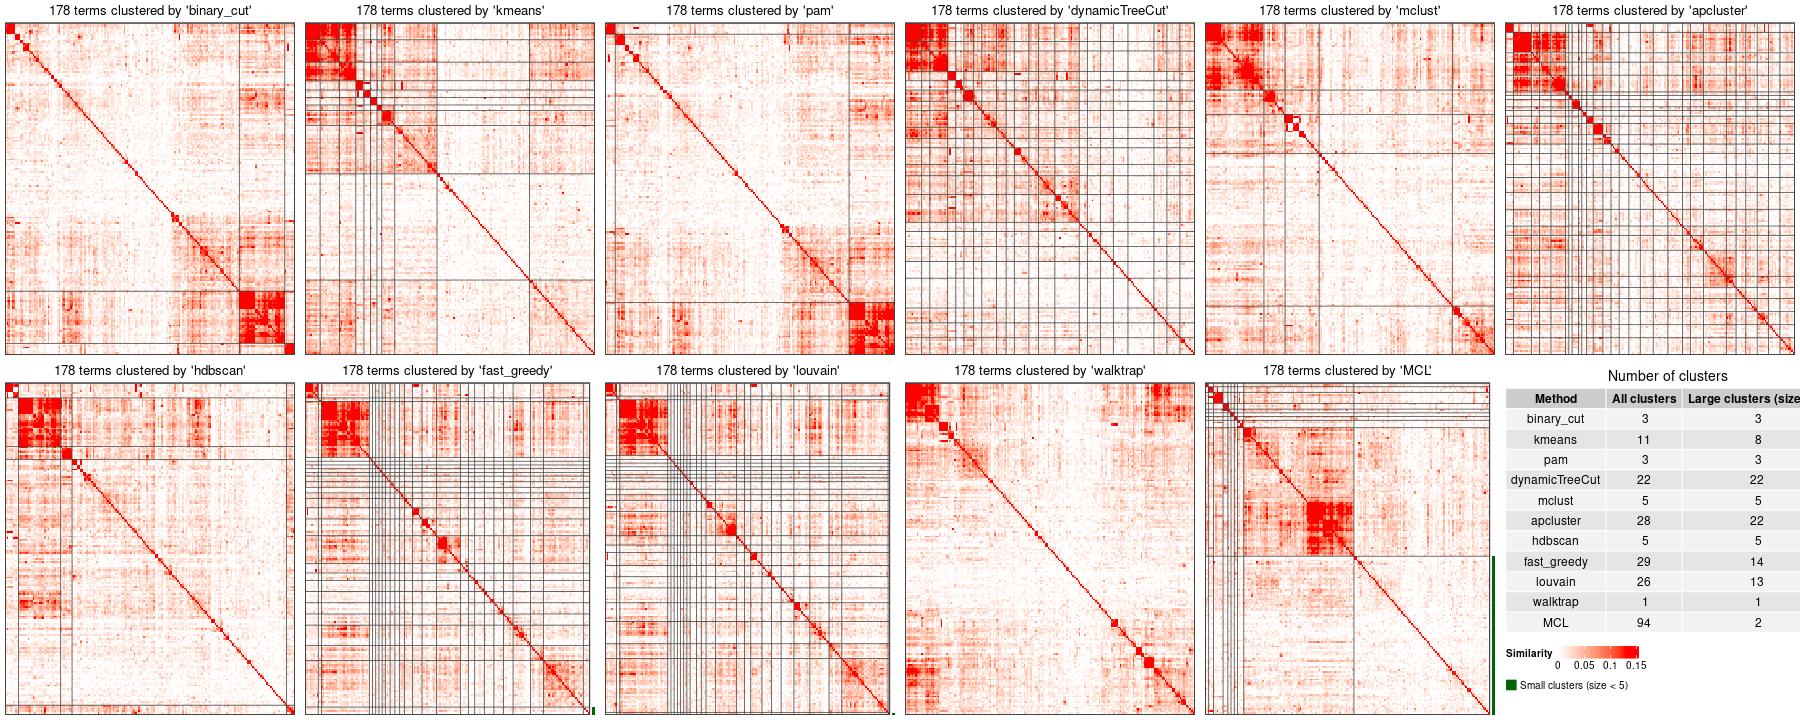 178 terms clustered by 'binary_cut'
178 terms clustered by 'kmeans'
178 terms clustered by 'pam'
178 terms clustered by 'dynamicTreeCut'
178 terms clustered by 'mclust'
178 terms clustered by 'apcluster'
178 terms clustered by 'hdbscan'
178 terms clustered by 'fast_greedy'
178 terms clustered by 'louvain'
178 terms clustered by 'walktrap'
178 terms clustered by 'MCL'
Number of clusters
Method All clusters Large clusters (size
binary_cut 3 3
kmeans 11 8
pam 3 3
dynamicTreeCut 22 22
mclust 5 5
apcluster 28 22
hdbscan 5 5
fast_greedy 29 14
louvain 26 13
walktrap 1 1
MCL 94 2
Similarity
0 0.05 0.1 0.15
Small clusters (size < 5)